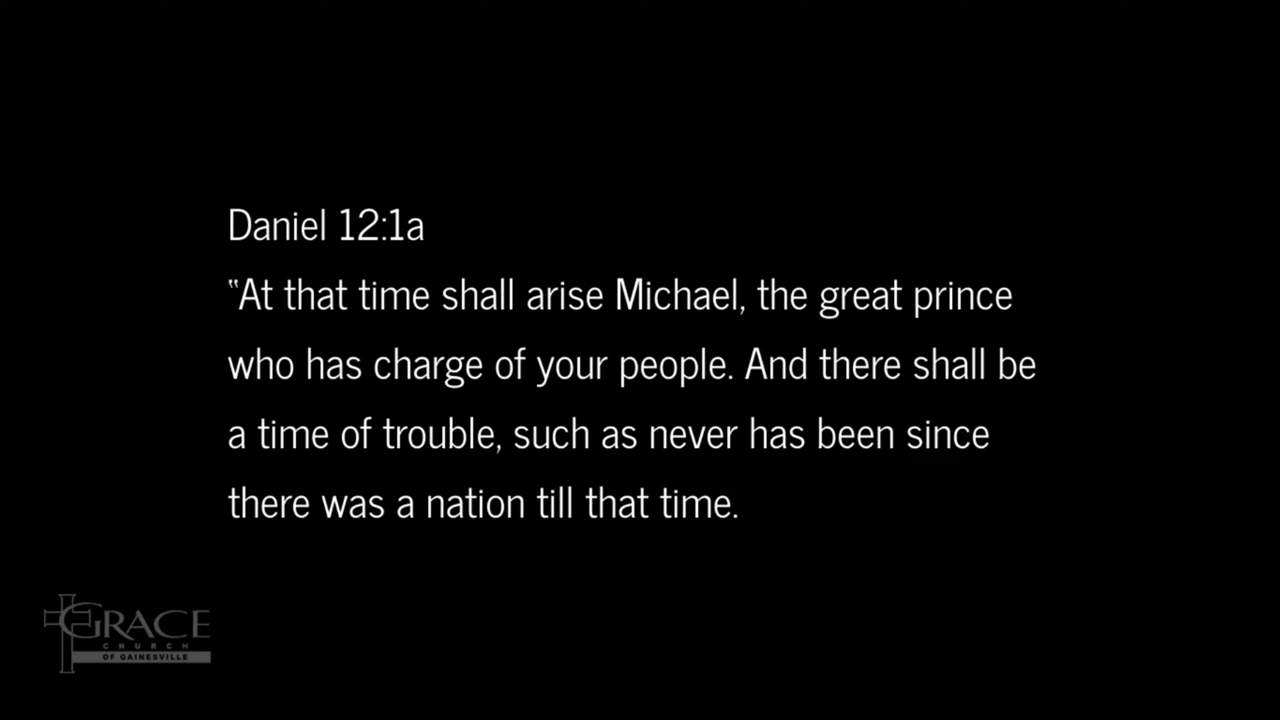 Daniel 12:1a
“At that time shall arise Michael, the great prince
who has charge of your people. And there shall be
a time of trouble, such as never has been since
there was a nation till that time.
GRACE
CHURCH
OF GAINESVILLE